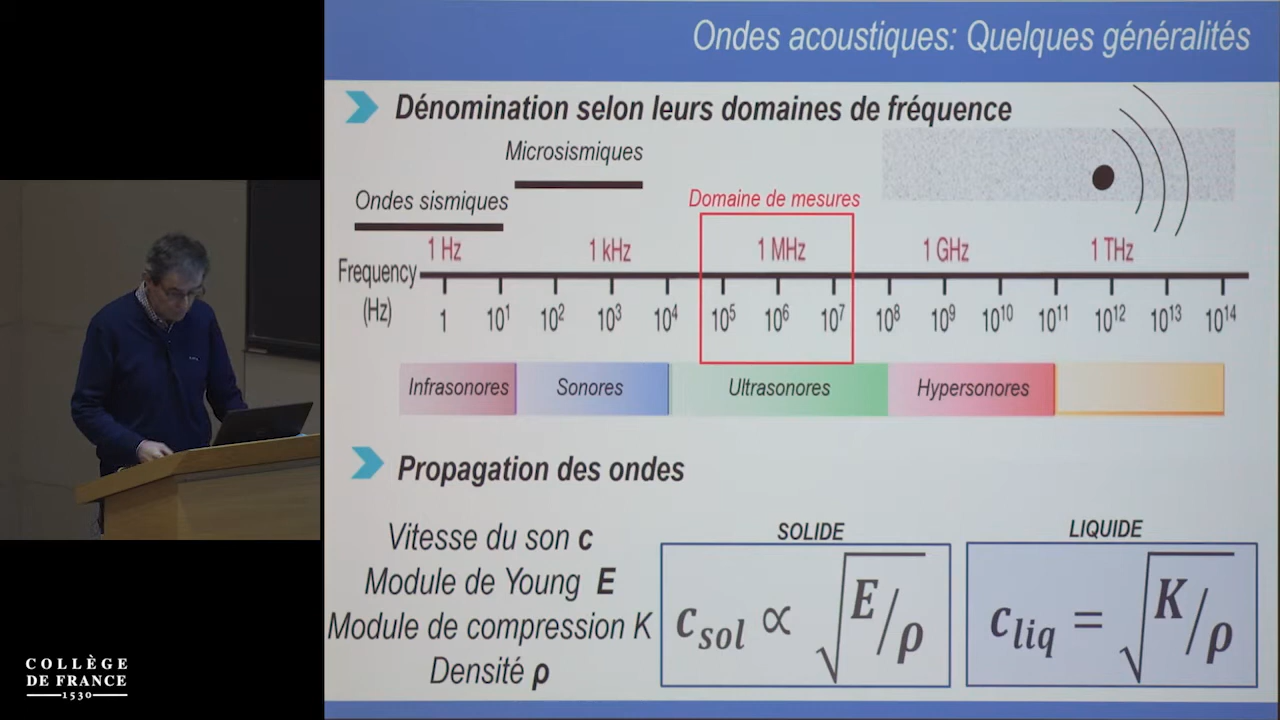 Ondes acoustiques: Quelques généralités
Dénomination selon leurs domaines de fréquence
Microsismiques
Ondes sismiques
Domaine de mesures
1 Hz 1 kHz 1 MHz 1 GHz 1 THz
Frequency
(Hz)
1 10¹ 10² 10³ 10⁴ 10⁵ 10⁶ 10⁷ 10⁸ 10⁹ 10¹⁰ 10¹¹ 10¹² 10¹³ 10¹⁴
Infrasonores Sonores Ultrasonores Hypersonores
Propagation des ondes
Vitesse du son c
Module de Young E
Module de compression K
Densité ρ
SOLIDE
c_sol ∝ √E/ρ
LIQUIDE
c_liq = √K/ρ
COLLÈGE
DE FRANCE
1530